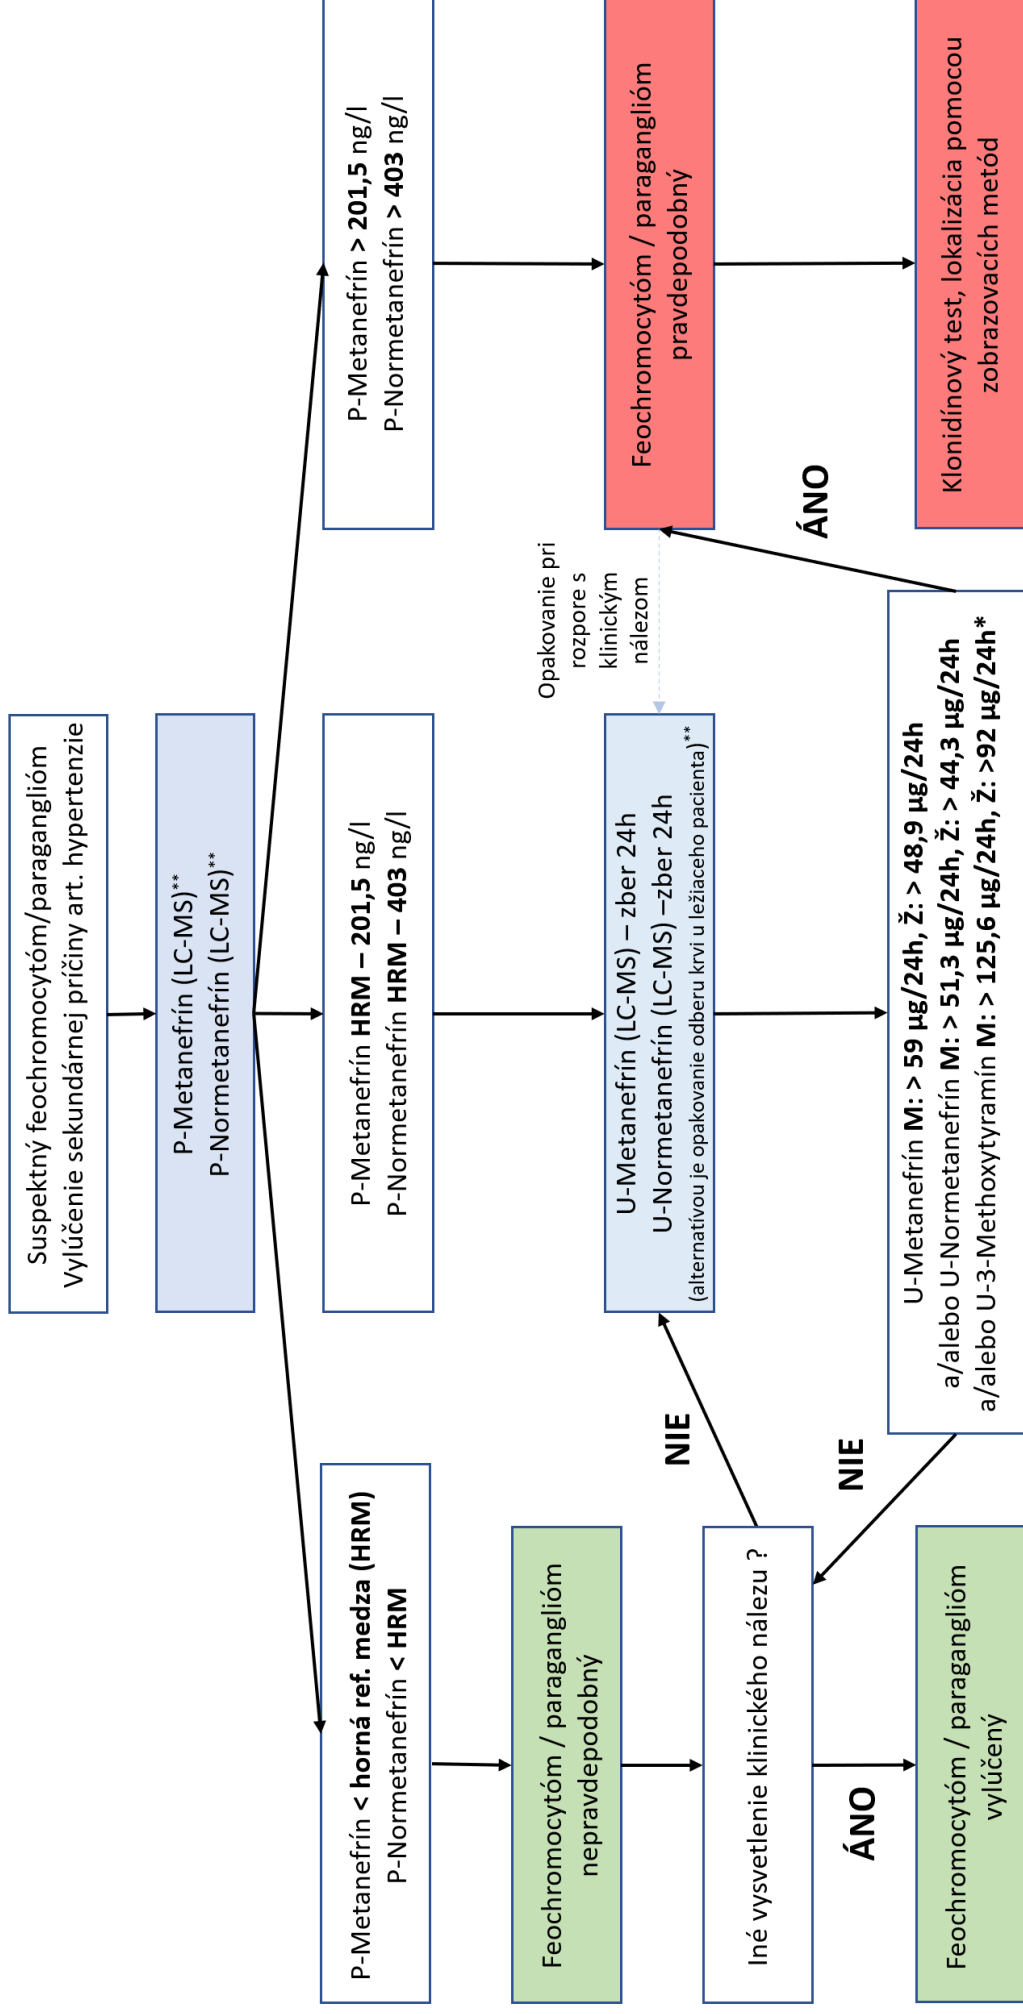 Suspektný feochromocytóm/paraganglióm
Vylúčenie sekundárnej príčiny art. hypertenzie
P-Metanefrín (LC-MS)**
P-Normetanefrín (LC-MS)**
P-Metanefrín < horná ref. medza (HRM)
P-Normetanefrín < HRM
P-Metanefrín HRM – 201,5 ng/l
P-Normetanefrín HRM – 403 ng/l
P-Metanefrín > 201,5 ng/l
P-Normetanefrín > 403 ng/l
Feochromocytóm / paraganglióm
nepravdepodobný
U-Metanefrín (LC-MS) – zber 24h
U-Normetanefrín (LC-MS) –zber 24h
(alternatívou je opakovanie odberu krvi u ležiaceho pacienta)**
Opakovanie pri
rozpore s
klinickým
nálezom
Feochromocytóm / paraganglióm
pravdepodobný
Iné vysvetlenie klinického nálezu ?
NIE
NIE
ÁNO
ÁNO
Feochromocytóm / paraganglióm
vylúčený
U-Metanefrín M: > 59 µg/24h, Ž: > 48,9 µg/24h
a/alebo U-Normetanefrín M: > 51,3 µg/24h, Ž: > 44,3 µg/24h
a/alebo U-3-Methoxytyramín M: > 125,6 µg/24h, Ž: >92 µg/24h*
Klonidínový test, lokalizácia pomocou
zobrazovacích metód